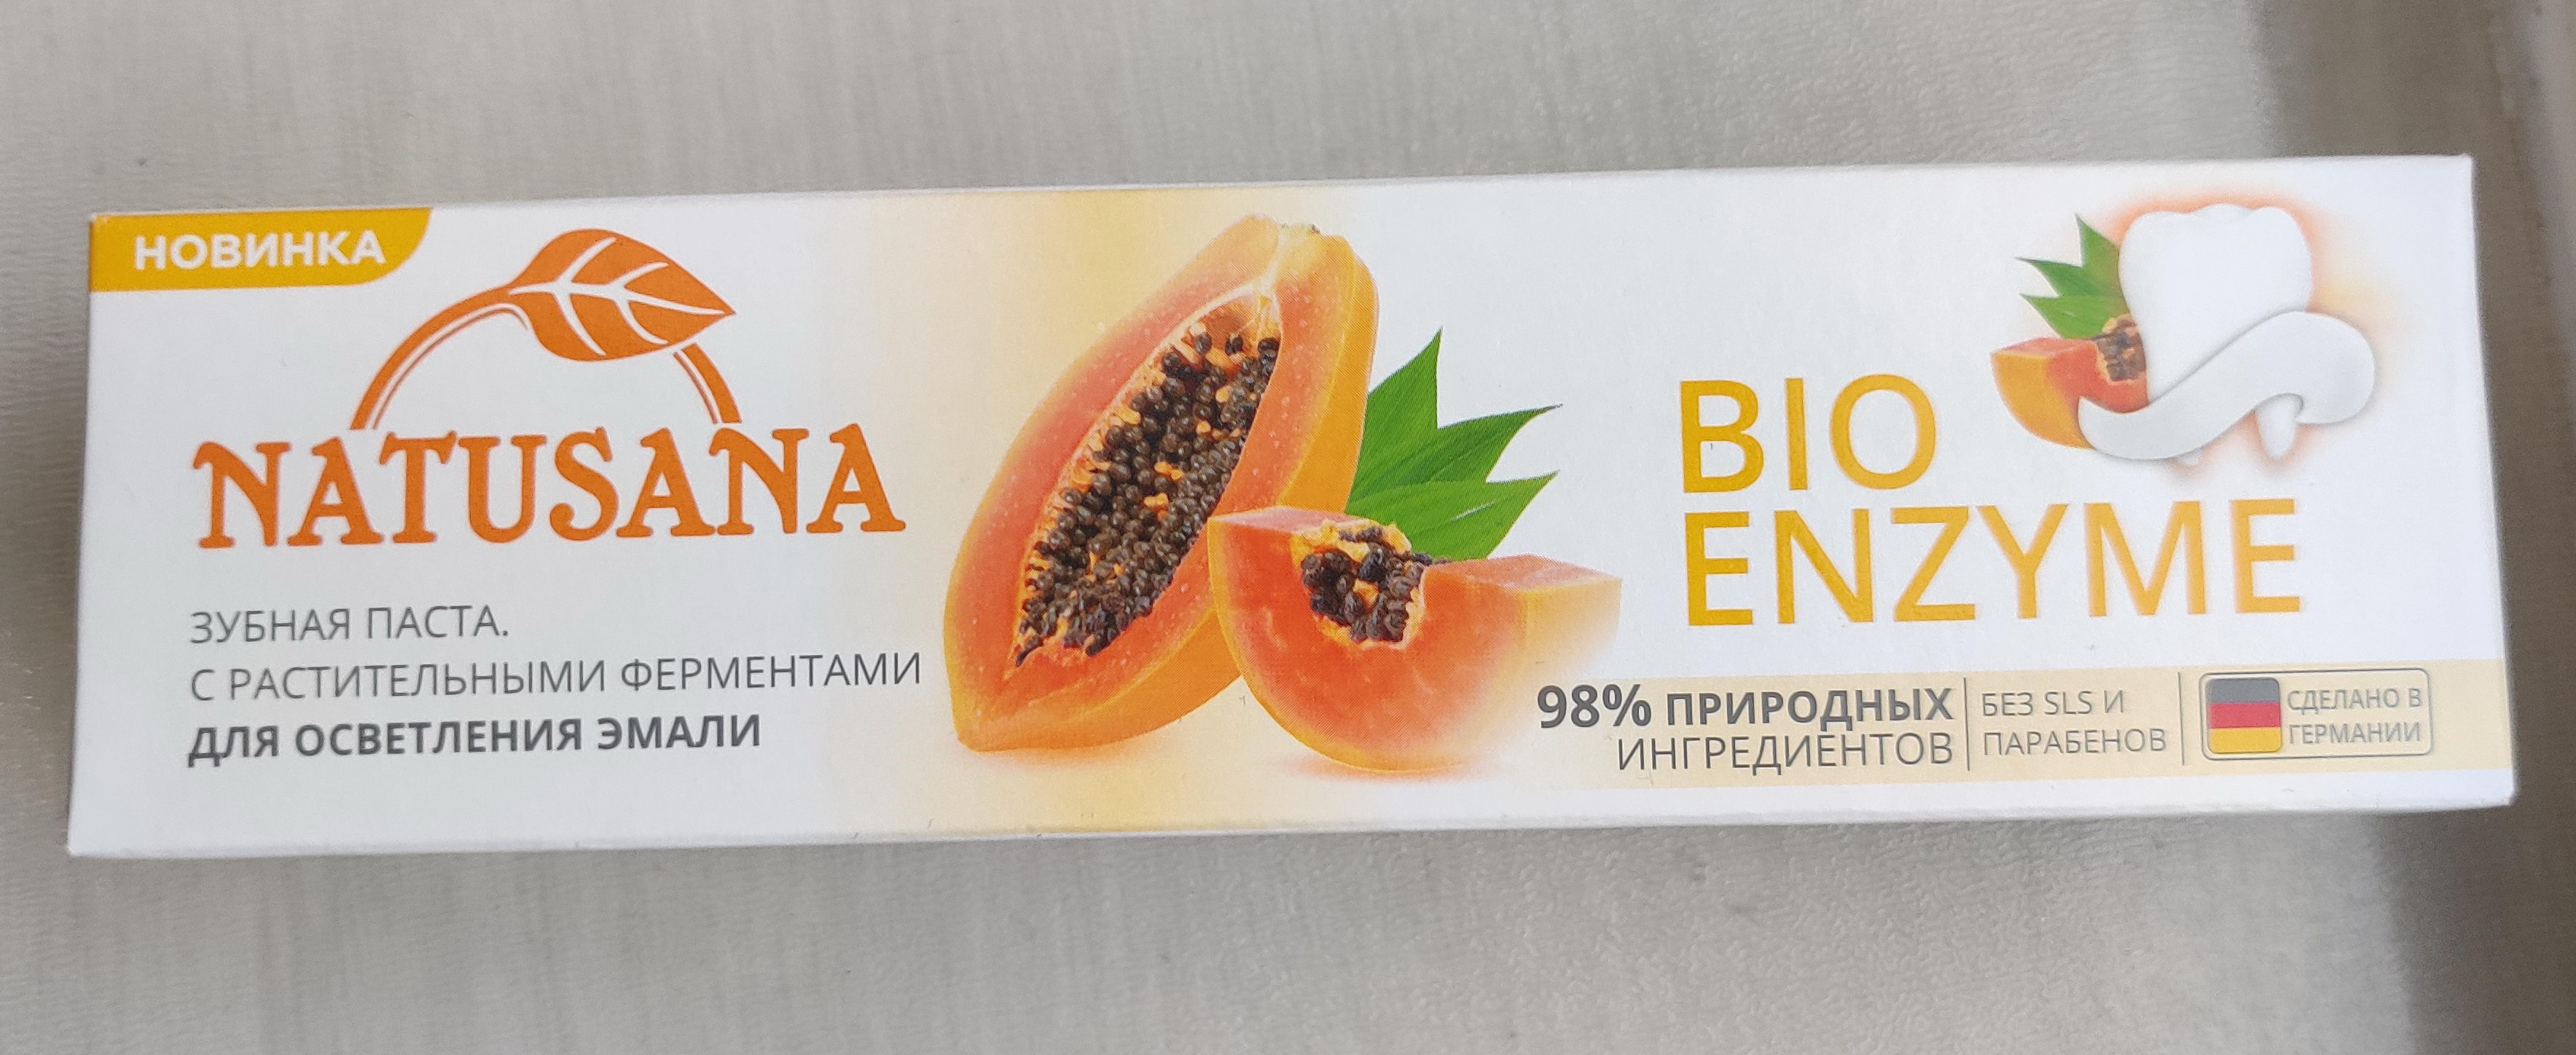 НОВИНКА
NATUSANA
ЗУБНАЯ ПАСТА.
С РАСТИТЕЛЬНЫМИ ФЕРМЕНТАМИ
ДЛЯ ОСВЕТЛЕНИЯ ЭМАЛИ
BIO
ENZYME
98% ПРИРОДНЫХ
ИНГРЕДИЕНТОВ
БЕЗ SLS И
ПАРАБЕНОВ
СДЕЛАНО В
ГЕРМАНИИ